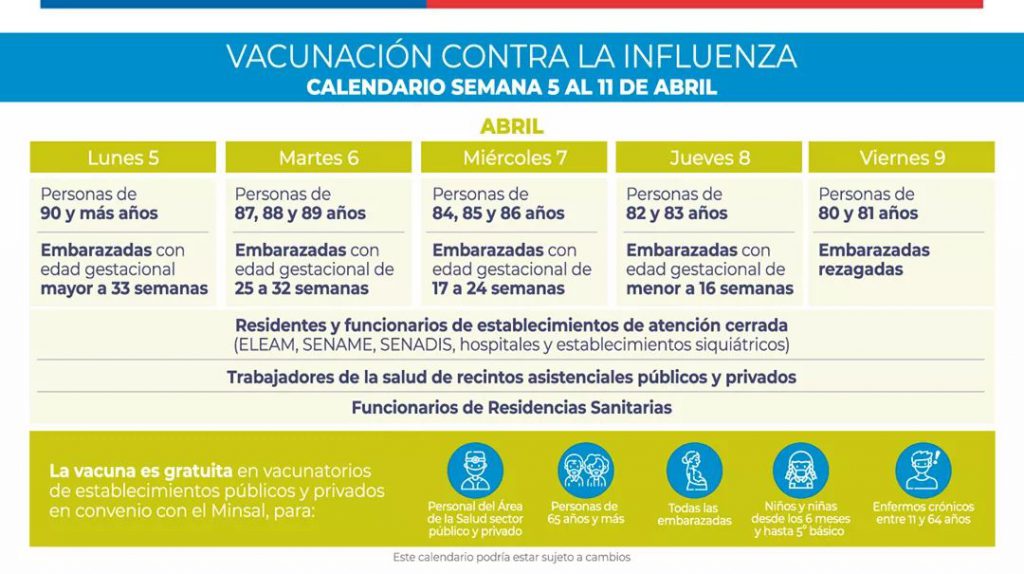 VACUNACIÓN CONTRA LA INFLUENZA
CALENDARIO SEMANA 5 AL 11 DE ABRIL
ABRIL
Lunes 5
Personas de
90 y más años
Embarazadas con
edad gestacional
mayor a 33 semanas
Martes 6
Personas de
87, 88 y 89 años
Embarazadas con
edad gestacional de
25 a 32 semanas
Miércoles 7
Personas de
84, 85 y 86 años
Embarazadas con
edad gestacional de
17 a 24 semanas
Jueves 8
Personas de
82 y 83 años
Embarazadas con
edad gestacional de
menor a 16 semanas
Viernes 9
Personas de
80 y 81 años
Embarazadas
rezagadas
Residentes y funcionarios de establecimientos de atención cerrada
(ELEAM, SENAME, SENADIS, hospitales y establecimientos siquiátricos)
Trabajadores de la salud de recintos asistenciales públicos y privados
Funcionarios de Residencias Sanitarias
La vacuna es gratuita en vacunatorios
de establecimientos públicos y privados
en convenio con el Minsal, para:
Personal del Área
de la Salud sector
público y privado
Personas de
65 años y más
Todas las
embarazadas
Niños y niñas
desde los 6 meses
y hasta 5° básico
Enfermos crónicos
entre 11 y 64 años
Este calendario podría estar sujeto a cambios